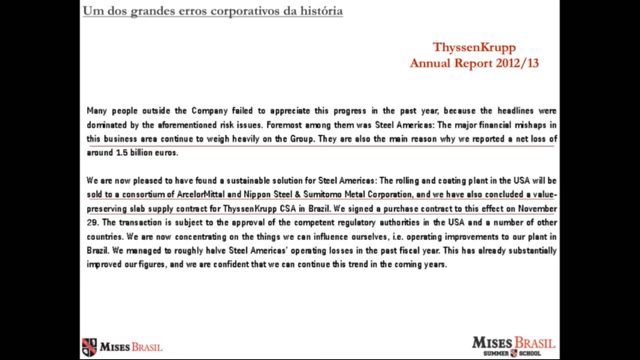 Um dos grandes erros corporativos da história
ThyssenKrupp
Annual Report 2012/13
Many people outside the Company failed to appreciate this progress in the past year, because the headlines were
dominated by the aforementioned risk issues. Foremost among them was Steel Americas: The major financial mishaps in
this business area continue to weigh heavily on the Group. They are also the main reason why we reported a net loss of
around 1.5 billion euros.
We are now pleased to have found a sustainable solution for Steel Americas: The rolling and coating plant in the USA will be
sold to a consortium of ArcelorMittal and Nippon Steel & Sumitomo Metal Corporation, and we have also concluded a value-
preserving slab supply contract for ThyssenKrupp CSA in Brazil. We signed a purchase contract to this effect on November
29. The transaction is subject to the approval of the competent regulatory authorities in the USA and a number of other
countries. We are now concentrating on the things we can influence ourselves, i.e. operating improvements to our plant in
Brazil. We managed to roughly halve Steel Americas' operating losses in the past fiscal year. This has already substantially
improved our figures, and we are confident that we can continue this trend in the coming years.
MISES BRASIL
MISES BRASIL
SUMMER SCHOOL